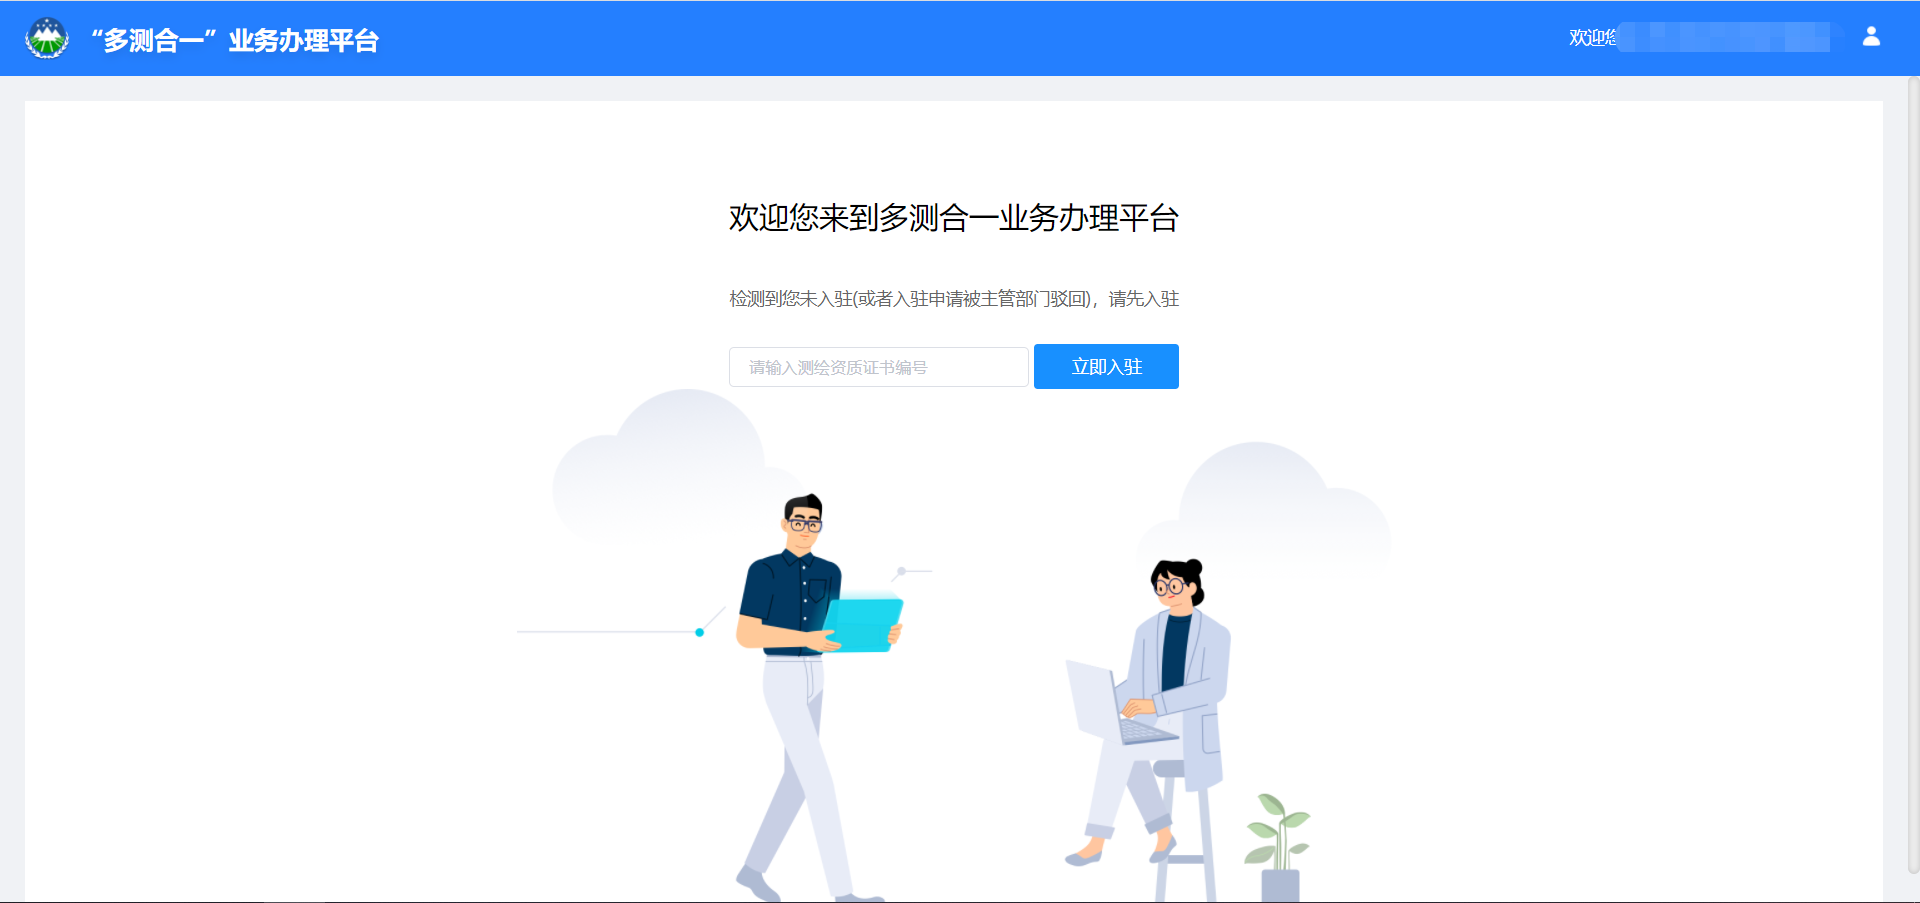 “多测合一”业务办理平台
欢迎您
欢迎您来到多测合一业务办理平台
检测到您未入驻(或者入驻申请被主管部门驳回)，请先入驻
请输入测绘资质证书编号
立即入驻